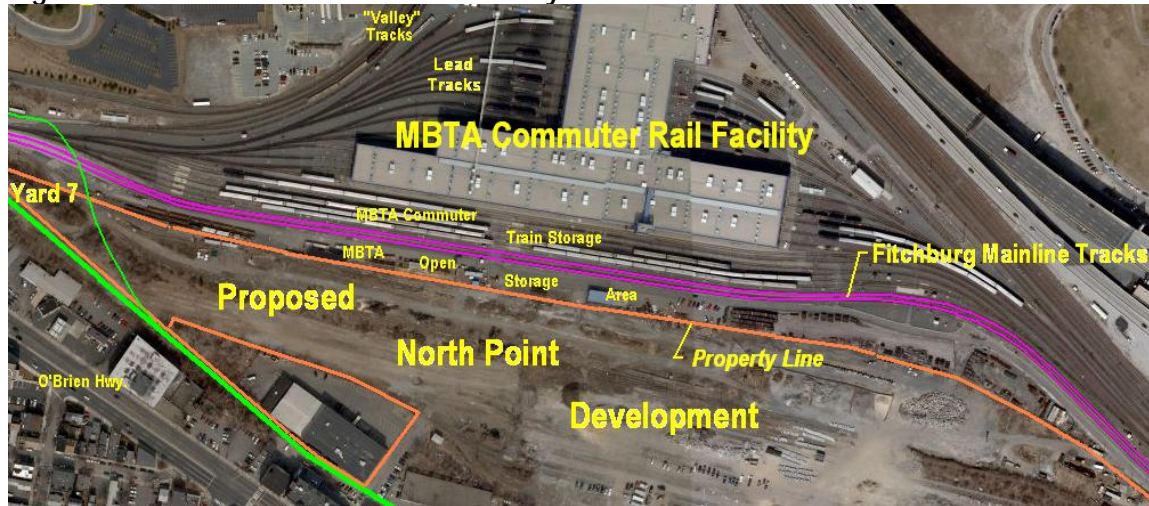 "Valley"
Tracks
Lead
Tracks
MBTA Commuter Rail Facility
Yard 7
MBTA Commuter
Train Storage
MBTA
Open
Storage
Area
Fitchburg Mainline Tracks
Proposed
North Point
Property Line
O'Brien Hwy
Development